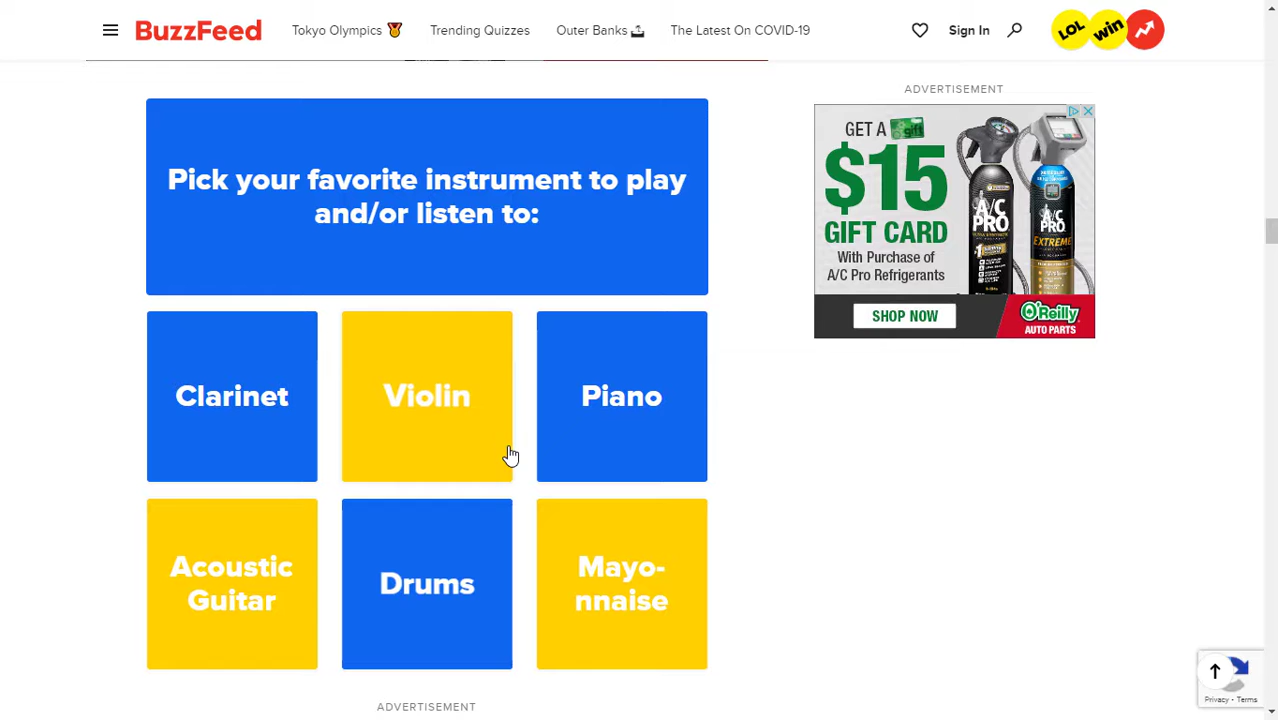 BuzzFeed
Tokyo Olympics
Trending Quizzes
Outer Banks
The Latest On COVID-19
Sign In
LOL
win
Pick your favorite instrument to play
and/or listen to:
Clarinet
Violin
Piano
Acoustic
Guitar
Drums
Mayo-
nnaise
ADVERTISEMENT
ADVERTISEMENT
GET A gift
$15
GIFT CARD
With Purchase of
A/C Pro Refrigerants
A/C
PRO
A/C
PRO
EXTREME
SHOP NOW
O'Reilly
AUTO PARTS
Privacy - Terms